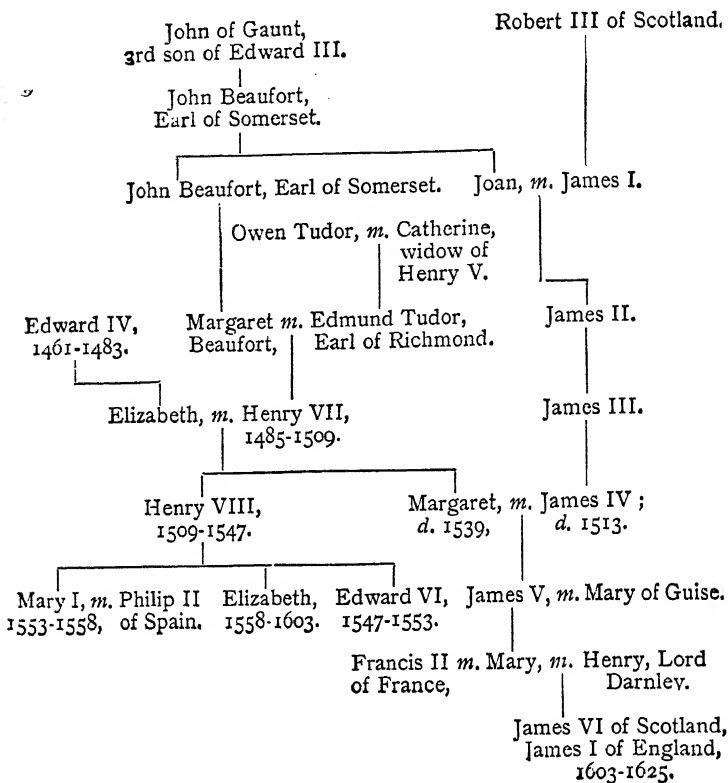 John of Gaunt,
3rd son of Edward III.
Robert III of Scotland.
John Beaufort,
Earl of Somerset.
John Beaufort, Earl of Somerset.
Joan, m. James I.
Owen Tudor, m. Catherine,
widow of
Henry V.
Edward IV,
1461-1483.
Margaret m. Edmund Tudor,
Beaufort, Earl of Richmond.
James II.
Elizabeth, m. Henry VII,
1485-1509.
James III.
Henry VIII,
1509-1547.
Margaret, m. James IV ;
d. 1539, d. 1513.
Mary I, m. Philip II
1553-1558, of Spain.
Elizabeth,
1558-1603.
Edward VI,
1547-1553.
James V, m. Mary of Guise.
Francis II m. Mary, m. Henry, Lord
of France, Darnley.
James VI of Scotland,
James I of England,
1603-1625.